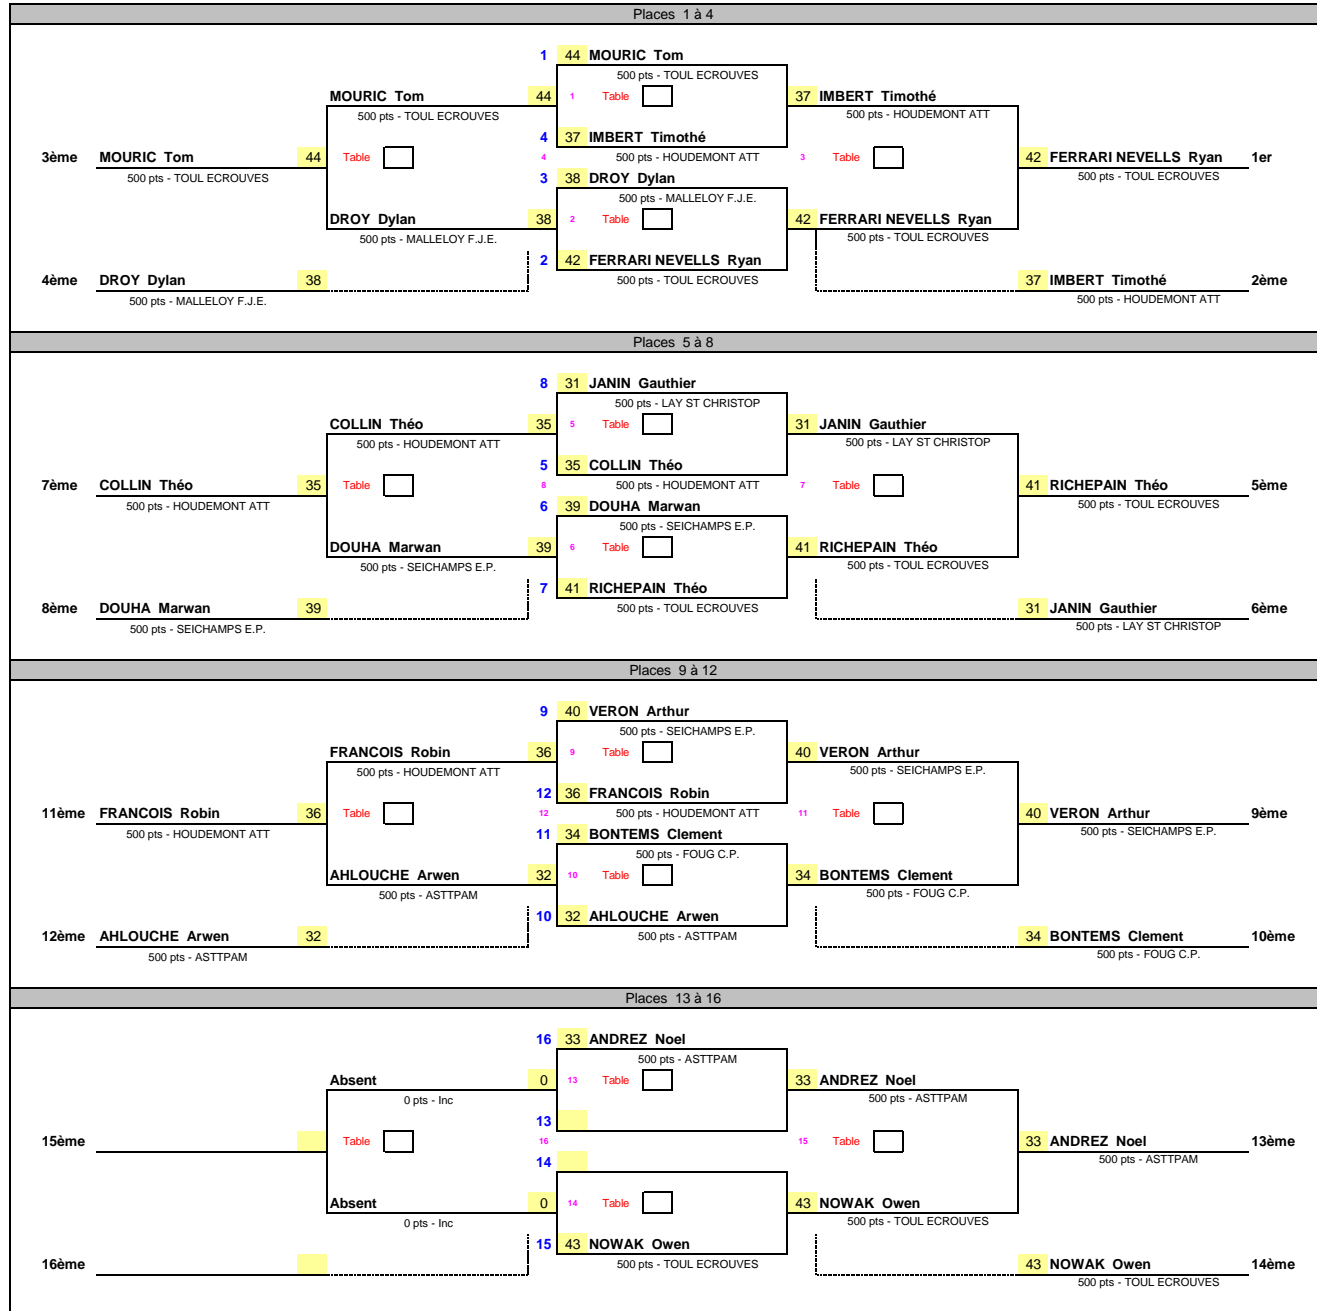 Places 1 à 4
1 44 MOURIC Tom
500 pts - TOUL ECROUVES
MOURIC Tom 44 1 Table 37 IMBERT Timothé
500 pts - TOUL ECROUVES 500 pts - HOUDEMONT ATT
4 37 IMBERT Timothé
3ème MOURIC Tom 44 Table 4 500 pts - HOUDEMONT ATT 3 Table 42 FERRARI NEVELLS Ryan 1er
500 pts - TOUL ECROUVES 3 38 DROY Dylan 500 pts - TOUL ECROUVES
500 pts - MALLELOY F.J.E.
DROY Dylan 38 2 Table 42 FERRARI NEVELLS Ryan
500 pts - MALLELOY F.J.E. 500 pts - TOUL ECROUVES
2 42 FERRARI NEVELLS Ryan
4ème DROY Dylan 38 500 pts - TOUL ECROUVES 37 IMBERT Timothé 2ème
500 pts - MALLELOY F.J.E. 500 pts - HOUDEMONT ATT
Places 5 à 8
8 31 JANIN Gauthier
500 pts - LAY ST CHRISTOP
COLLIN Théo 35 5 Table 31 JANIN Gauthier
500 pts - HOUDEMONT ATT 500 pts - LAY ST CHRISTOP
5 35 COLLIN Théo
7ème COLLIN Théo 35 Table 8 500 pts - HOUDEMONT ATT 7 Table 41 RICHEPAIN Théo 5ème
500 pts - HOUDEMONT ATT 6 39 DOUHA Marwan 500 pts - TOUL ECROUVES
500 pts - SEICHAMPS E.P.
DOUHA Marwan 39 6 Table 41 RICHEPAIN Théo
500 pts - SEICHAMPS E.P. 500 pts - TOUL ECROUVES
7 41 RICHEPAIN Théo
8ème DOUHA Marwan 39 500 pts - TOUL ECROUVES 31 JANIN Gauthier 6ème
500 pts - SEICHAMPS E.P. 500 pts - LAY ST CHRISTOP
Places 9 à 12
9 40 VERON Arthur
500 pts - SEICHAMPS E.P.
FRANCOIS Robin 36 9 Table 40 VERON Arthur
500 pts - HOUDEMONT ATT 500 pts - SEICHAMPS E.P.
12 36 FRANCOIS Robin
11ème FRANCOIS Robin 36 Table 12 500 pts - HOUDEMONT ATT 11 Table 40 VERON Arthur 9ème
500 pts - HOUDEMONT ATT 11 34 BONTEMS Clement 500 pts - SEICHAMPS E.P.
500 pts - FOUG C.P.
AHLOUCHE Arwen 32 10 Table 34 BONTEMS Clement
500 pts - ASTTPAM 500 pts - FOUG C.P.
10 32 AHLOUCHE Arwen
12ème AHLOUCHE Arwen 32 500 pts - ASTTPAM 34 BONTEMS Clement 10ème
500 pts - ASTTPAM 500 pts - FOUG C.P.
Places 13 à 16
16 33 ANDREZ Noel
500 pts - ASTTPAM
Absent 0 13 Table 33 ANDREZ Noel
0 pts - Inc 500 pts - ASTTPAM
13
15ème Table 16 15 Table 33 ANDREZ Noel 13ème
14 500 pts - ASTTPAM
Absent 0 14 Table 43 NOWAK Owen
0 pts - Inc 500 pts - TOUL ECROUVES
15 43 NOWAK Owen
16ème 500 pts - TOUL ECROUVES 43 NOWAK Owen 14ème
500 pts - TOUL ECROUVES